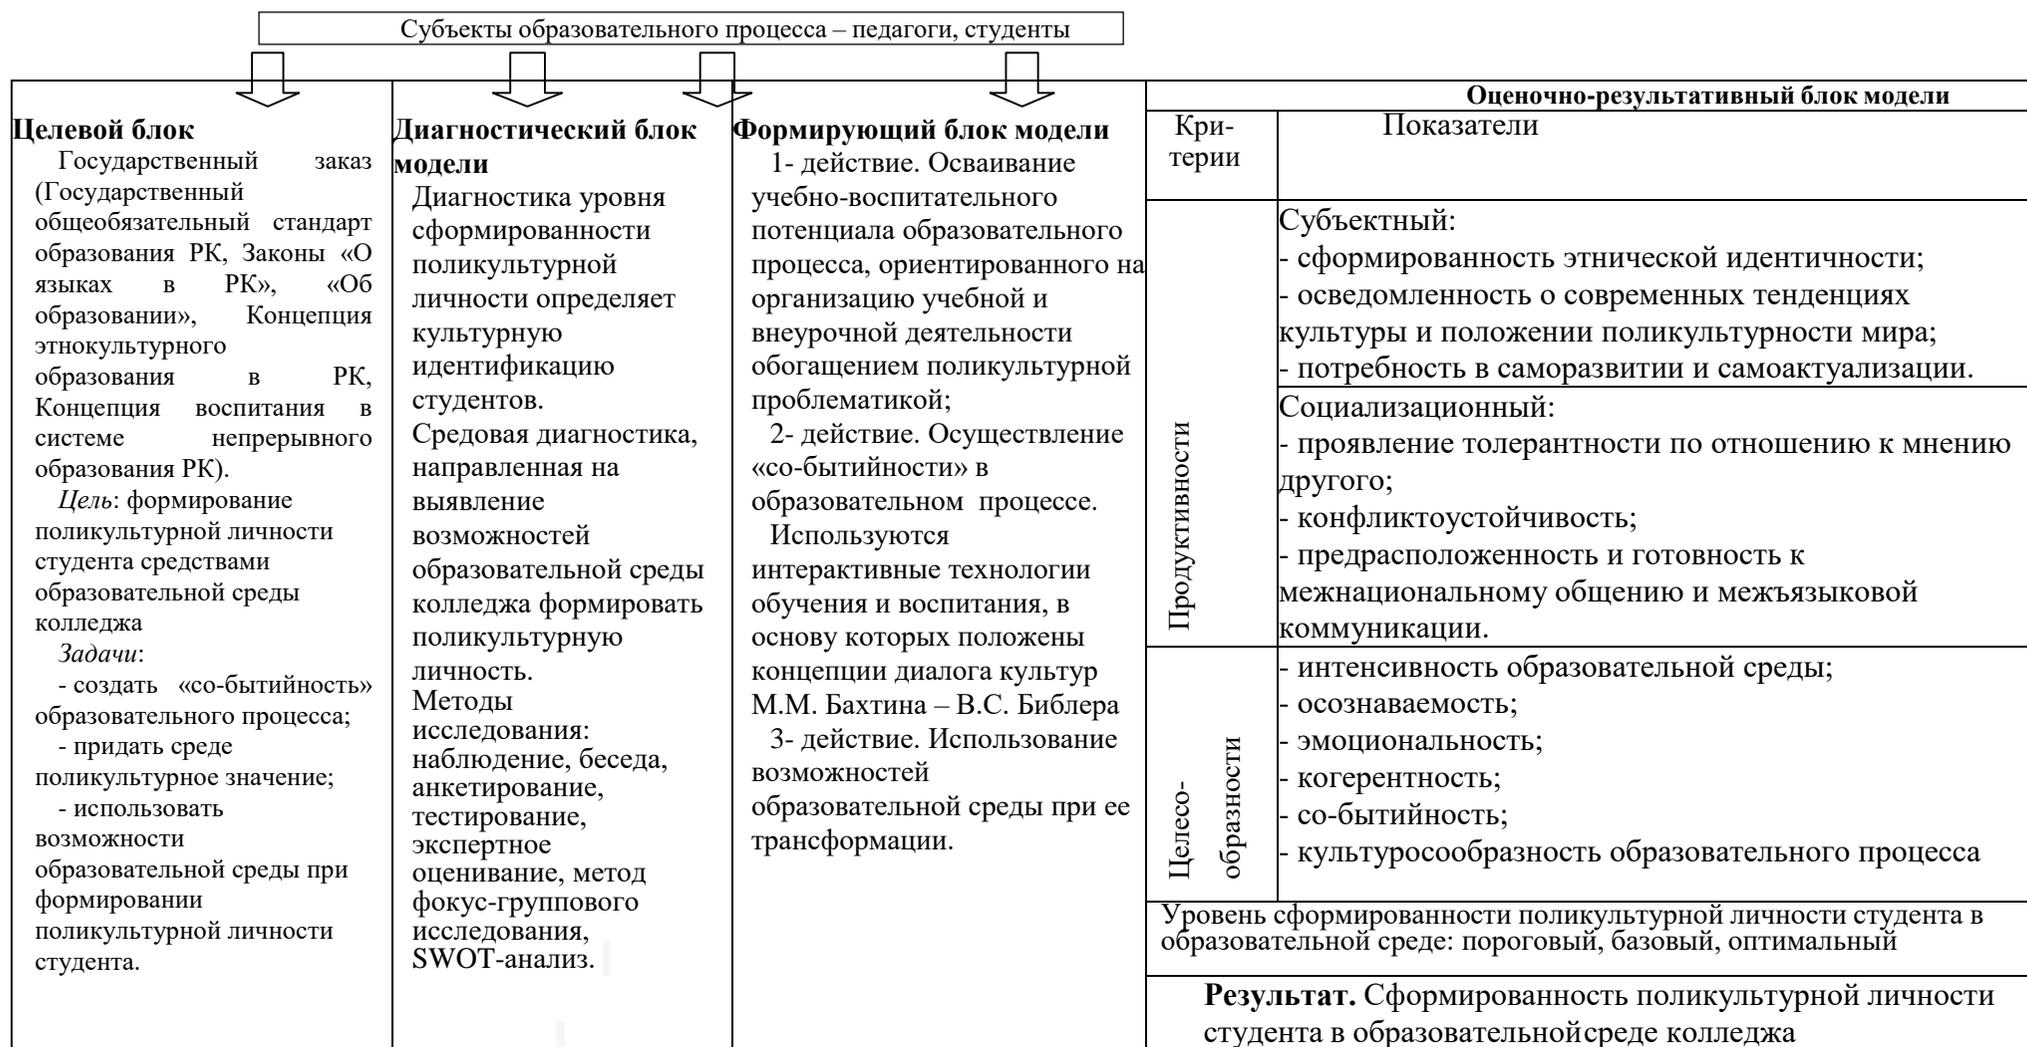 Субъекты образовательного процесса – педагоги, студенты
Целевой блок
Государственный заказ
(Государственный
общеобязательный стандарт
образования РК, Законы «О
языках в РК», «Об
образовании», Концепция
этнокультурного
образования в РК,
Концепция воспитания в
системе непрерывного
образования РК).
Цель: формирование
поликультурной личности
студента средствами
образовательной среды
колледжа
Задачи:
- создать «со-бытийность»
образовательного процесса;
- придать среде
поликультурное значение;
- использовать
возможности
образовательной среды при
формировании
поликультурной личности
студента.
Диагностический блок
модели
Диагностика уровня
сформированности
поликультурной
личности определяет
культурную
идентификацию
студентов.
Средовая диагностика,
направленная на
выявление
возможностей
образовательной среды
колледжа формировать
поликультурную
личность.
Методы
исследования:
наблюдение, беседа,
анкетирование,
тестирование,
экспертное
оценивание, метод
фокус-группового
исследования,
SWOT-анализ.
Формирующий блок модели
1- действие. Осваивание
учебно-воспитательного
потенциала образовательного
процесса, ориентированного на
организацию учебной и
внеурочной деятельности
обогащением поликультурной
проблематикой;
2- действие. Осуществление
«со-бытийности» в
образовательном процессе.
Используются
интерактивные технологии
обучения и воспитания, в
основу которых положены
концепции диалога культур
М.М. Бахтина – В.С. Библера
3- действие. Использование
возможностей
образовательной среды при ее
трансформации.
Оценочно-результативный блок модели
Кри-
терии
Показатели
Продуктивности
Субъектный:
- сформированность этнической идентичности;
- осведомленность о современных тенденциях
культуры и положении поликультурности мира;
- потребность в саморазвитии и самоактуализации.
Социализационный:
- проявление толерантности по отношению к мнению
другого;
- конфликтоустойчивость;
- предрасположенность и готовность к
межнациональному общению и межъязыковой
коммуникации.
Целесо-
образности
- интенсивность образовательной среды;
- осознаваемость;
- эмоциональность;
- когерентность;
- со-бытийность;
- культуросообразность образовательного процесса
Уровень сформированности поликультурной личности студента в
образовательной среде: пороговый, базовый, оптимальный
Результат. Сформированность поликультурной личности
студента в образовательнойсреде колледжа